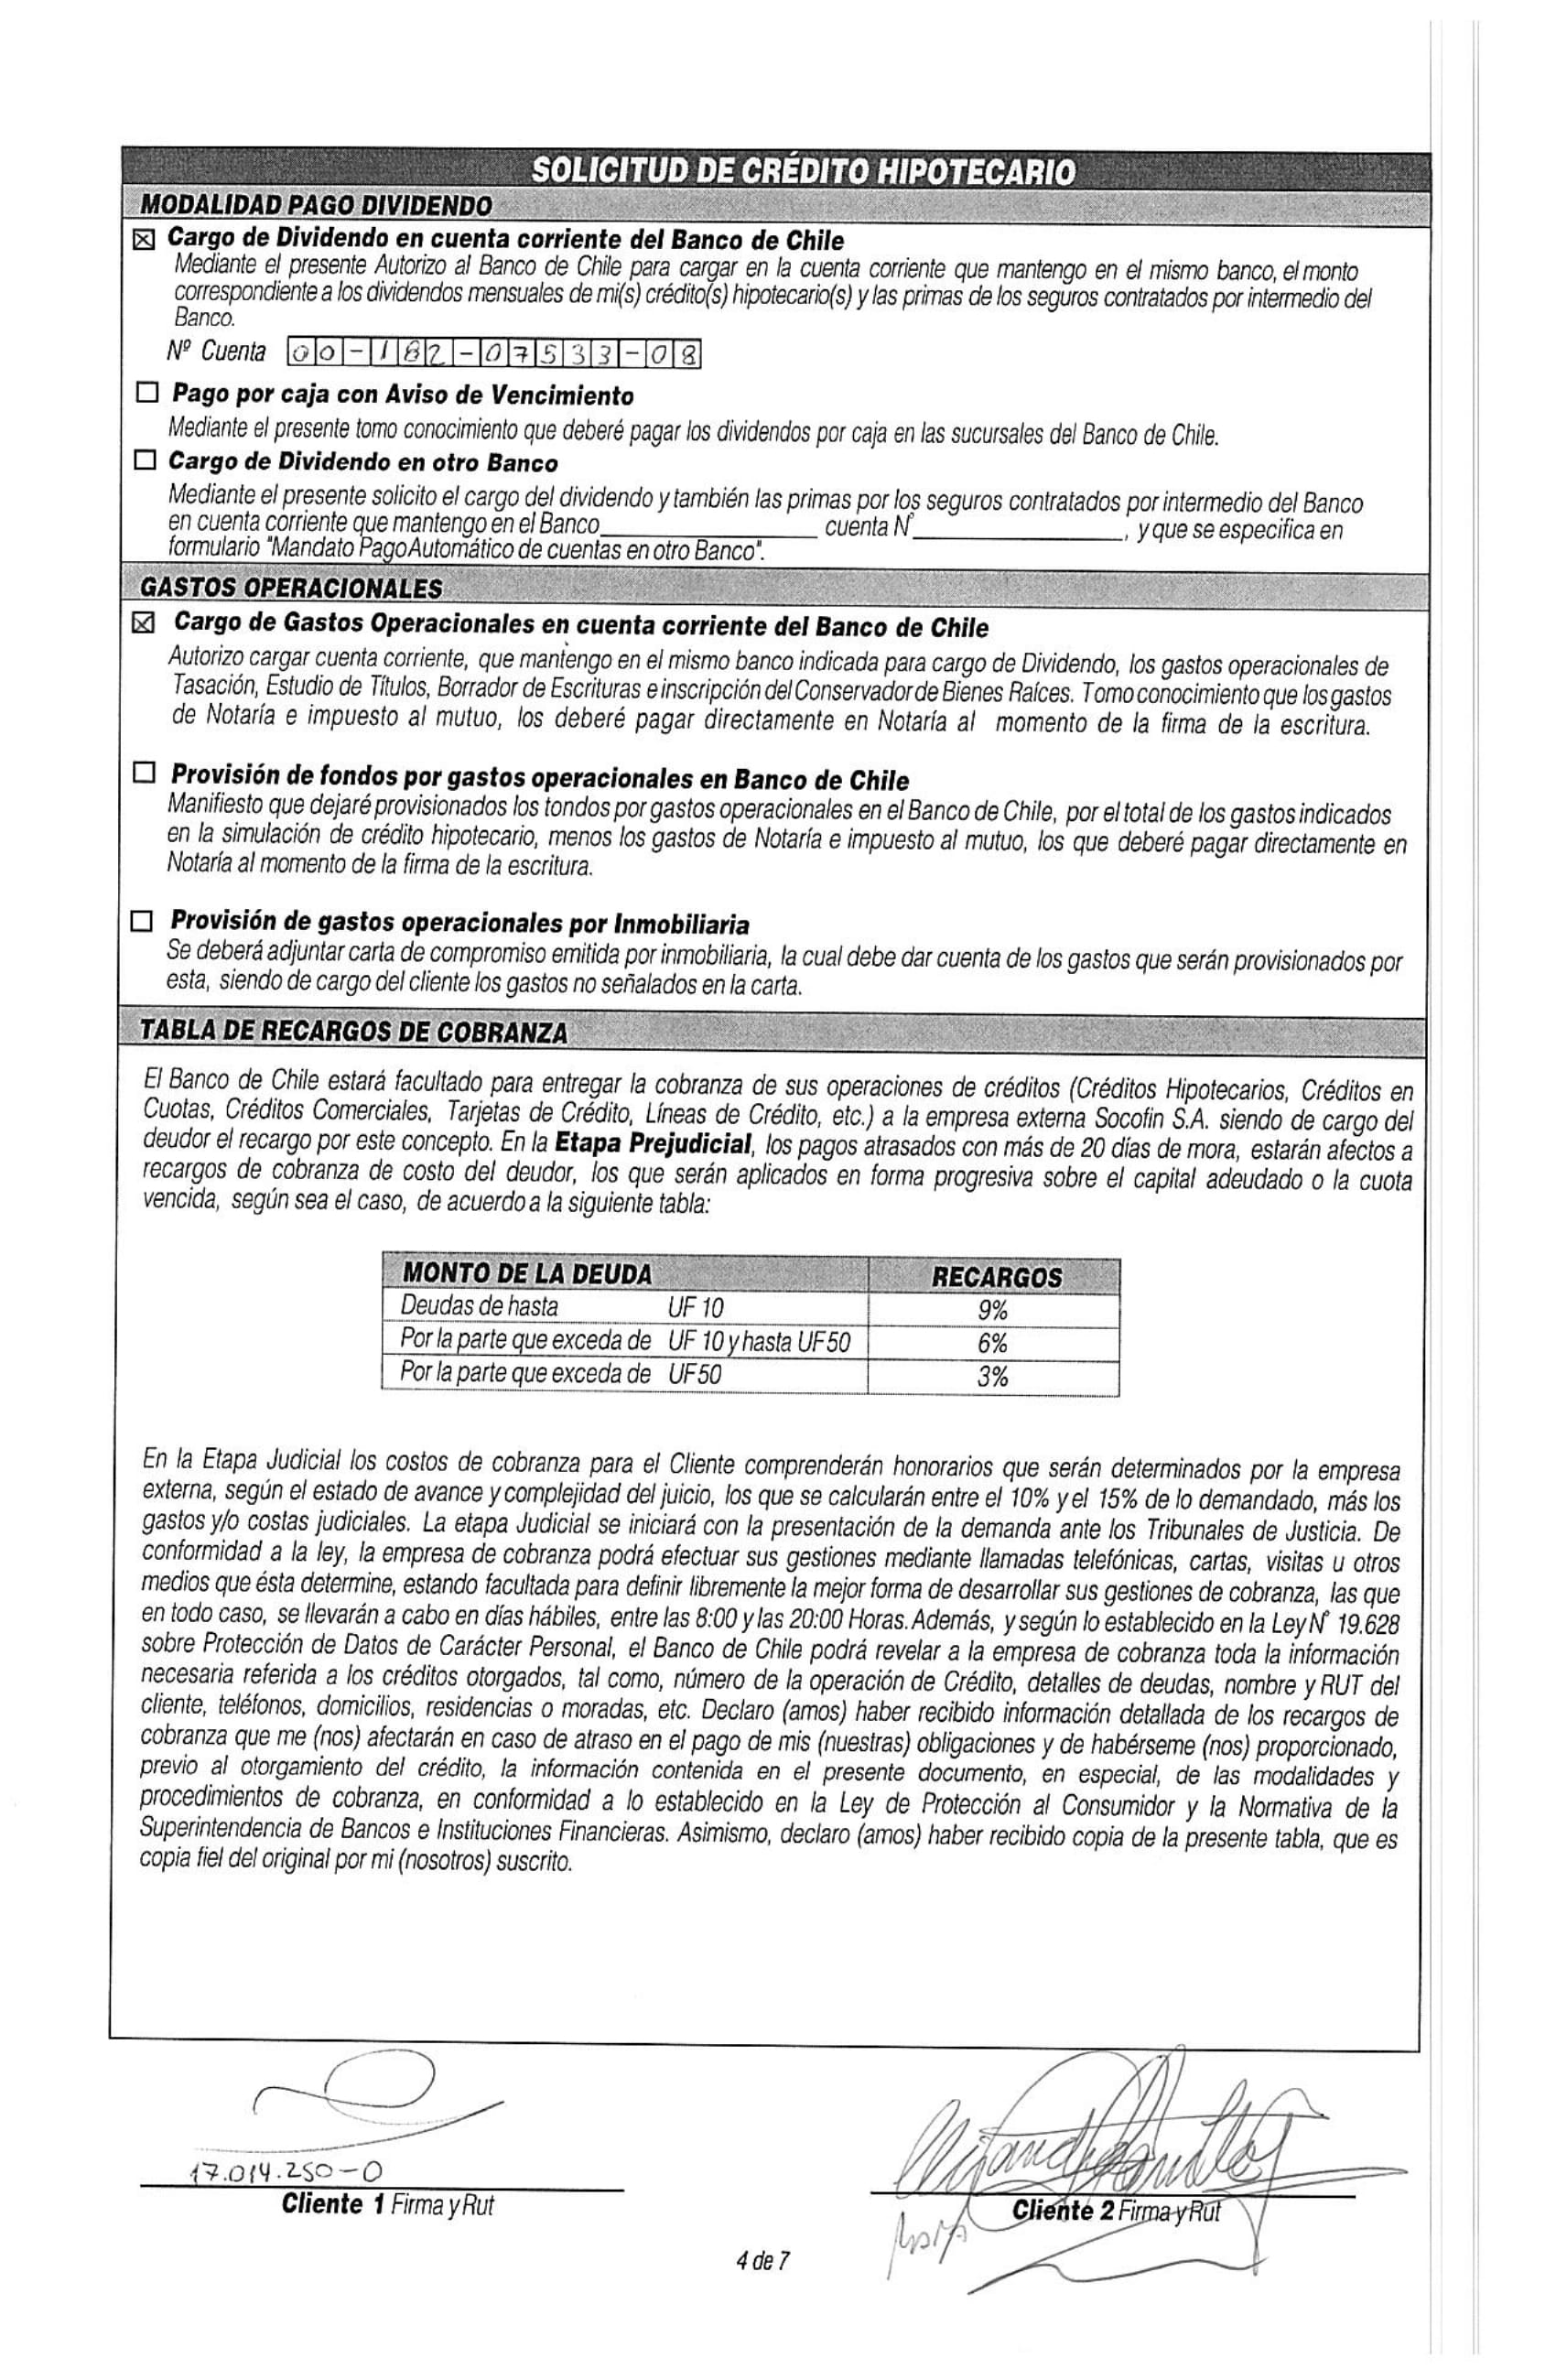 SOLICITUD DE CRÉDITO HIPOTECARIO
MODALIDAD PAGO DIVIDENDO
☒ Cargo de Dividendo en cuenta corriente del Banco de Chile
Mediante el presente Autorizo al Banco de Chile para cargar en la cuenta corriente que mantengo en el mismo banco, el monto
correspondiente a los dividendos mensuales de mi(s) crédito(s) hipotecario(s) y las primas de los seguros contratados por intermedio del
Banco.
Nº Cuenta 00-182-07533-08
☐ Pago por caja con Aviso de Vencimiento
Mediante el presente tomo conocimiento que deberé pagar los dividendos por caja en las sucursales del Banco de Chile.
☐ Cargo de Dividendo en otro Banco
Mediante el presente solicito el cargo del dividendo y también las primas por los seguros contratados por intermedio del Banco
en cuenta corriente que mantengo en el Banco____________ cuenta N°____________, y que se especifica en
formulario "Mandato Pago Automático de cuentas en otro Banco".
GASTOS OPERACIONALES
☒ Cargo de Gastos Operacionales en cuenta corriente del Banco de Chile
Autorizo cargar cuenta corriente, que mantengo en el mismo banco indicada para cargo de Dividendo, los gastos operacionales de
Tasación, Estudio de Títulos, Borrador de Escrituras e inscripción del Conservador de Bienes Raíces. Tomo conocimiento que los gastos
de Notaría e impuesto al mutuo, los deberé pagar directamente en Notaría al momento de la firma de la escritura.
☐ Provisión de fondos por gastos operacionales en Banco de Chile
Manifiesto que dejaré provisionados los tondos por gastos operacionales en el Banco de Chile, por el total de los gastos indicados
en la simulación de crédito hipotecario, menos los gastos de Notaría e impuesto al mutuo, los que deberé pagar directamente en
Notaría al momento de la firma de la escritura.
☐ Provisión de gastos operacionales por Inmobiliaria
Se deberá adjuntar carta de compromiso emitida por inmobiliaria, la cual debe dar cuenta de los gastos que serán provisionados por
esta, siendo de cargo del cliente los gastos no señalados en la carta.
TABLA DE RECARGOS DE COBRANZA
El Banco de Chile estará facultado para entregar la cobranza de sus operaciones de créditos (Créditos Hipotecarios, Créditos en
Cuotas, Créditos Comerciales, Tarjetas de Crédito, Líneas de Crédito, etc.) a la empresa externa Socofin S.A. siendo de cargo del
deudor el recargo por este concepto. En la Etapa Prejudicial, los pagos atrasados con más de 20 días de mora, estarán afectos a
recargos de cobranza de costo del deudor, los que serán aplicados en forma progresiva sobre el capital adeudado o la cuota
vencida, según sea el caso, de acuerdo a la siguiente tabla:
MONTO DE LA DEUDA RECARGOS
Deudas de hasta UF 10 9%
Por la parte que exceda de UF 10 y hasta UF50 6%
Por la parte que exceda de UF50 3%
En la Etapa Judicial los costos de cobranza para el Cliente comprenderán honorarios que serán determinados por la empresa
externa, según el estado de avance y complejidad del juicio, los que se calcularán entre el 10% y el 15% de lo demandado, más los
gastos y/o costas judiciales. La etapa Judicial se iniciará con la presentación de la demanda ante los Tribunales de Justicia. De
conformidad a la ley, la empresa de cobranza podrá efectuar sus gestiones mediante llamadas telefónicas, cartas, visitas u otros
medios que ésta determine, estando facultada para definir libremente la mejor forma de desarrollar sus gestiones de cobranza, las que
en todo caso, se llevarán a cabo en días hábiles, entre las 8:00 y las 20:00 Horas. Además, y según lo establecido en la Ley N° 19.628
sobre Protección de Datos de Carácter Personal, el Banco de Chile podrá revelar a la empresa de cobranza toda la información
necesaria referida a los créditos otorgados, tal como, número de la operación de Crédito, detalles de deudas, nombre y RUT del
cliente, teléfonos, domicilios, residencias o moradas, etc. Declaro (amos) haber recibido información detallada de los recargos de
cobranza que me (nos) afectarán en caso de atraso en el pago de mis (nuestras) obligaciones y de habérseme (nos) proporcionado,
previo al otorgamiento del crédito, la información contenida en el presente documento, en especial, de las modalidades y
procedimientos de cobranza, en conformidad a lo establecido en la Ley de Protección al Consumidor y la Normativa de la
Superintendencia de Bancos e Instituciones Financieras. Asimismo, declaro (amos) haber recibido copia de la presente tabla, que es
copia fiel del original por mi (nosotros) suscrito.
17.014.250-0
Cliente 1 Firma y Rut
Cliente 2 Firma y Rut
4 de 7